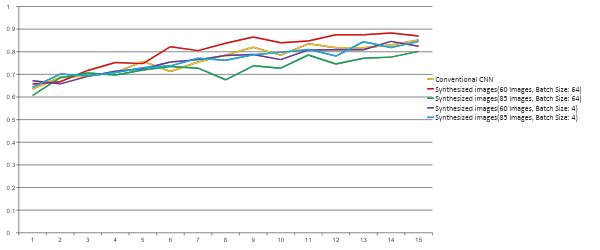 1
0.9
0.8
0.7
0.6
0.5
0.4
0.3
0.2
0.1
0
1 2 3 4 5 6 7 8 9 10 11 12 13 14 15
Conventional CNN
Synthesized images(60 Images, Batch Size: 64)
Synthesized images(85 Images, Batch Size: 64)
Synthesized images(60 Images, Batch Size: 4)
Synthesized images(85 Images, Batch Size: 4)